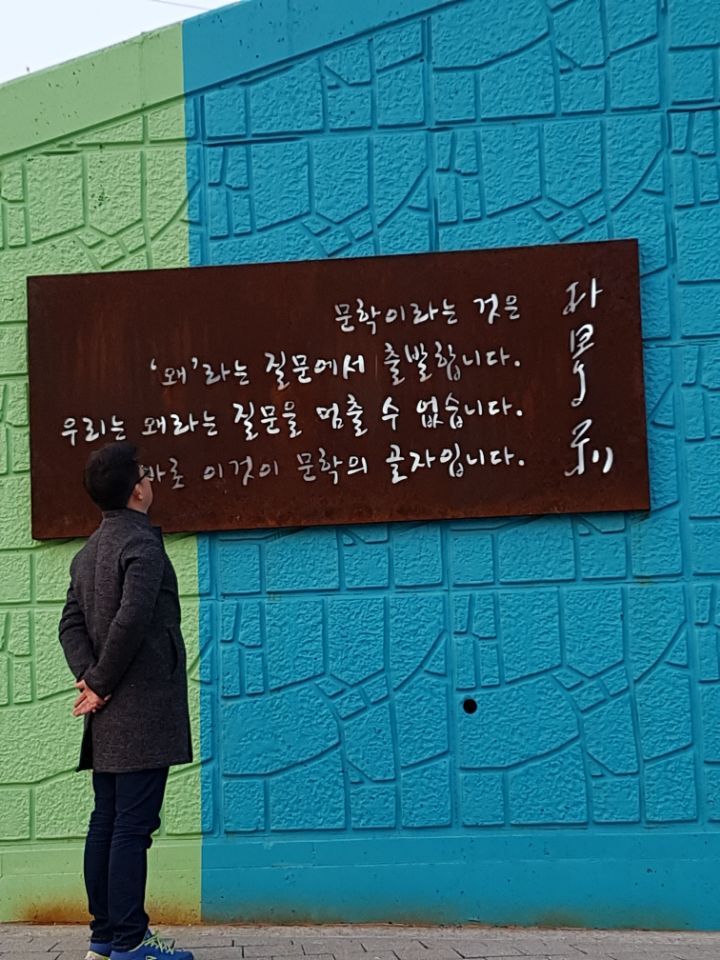 문학이라는 것은
'왜'라는 질문에서 출발합니다.
우리는 왜라는 질문을 멈출 수 없습니다.
바로 이것이 문학의 골자입니다.
朴景利